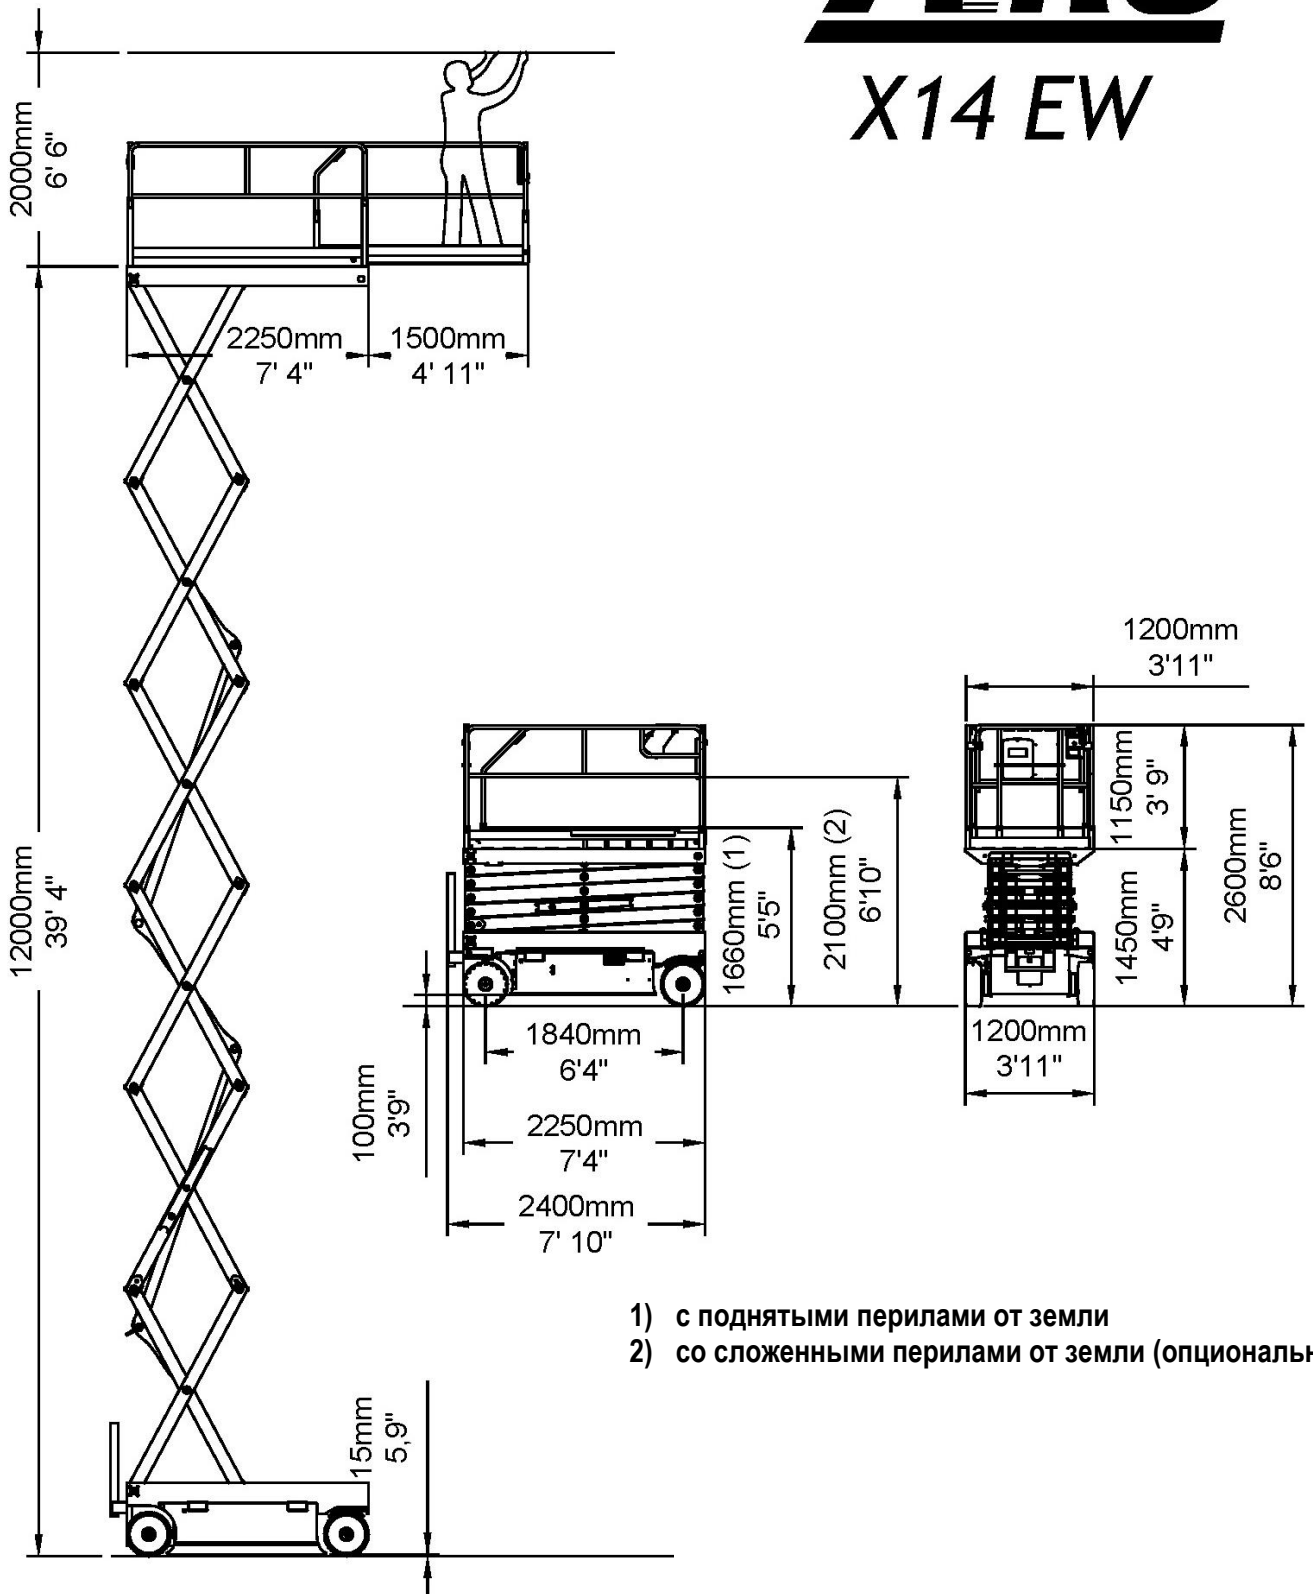 X14 EW
2000mm
6' 6"
2250mm
7' 4"
1500mm
4' 11"
12000mm
39' 4"
1200mm
3'11"
1150mm
3' 9"
2600mm
8'6"
1450mm
4'9"
1660mm (1)
5'5"
2100mm (2)
6'10"
1200mm
3'11"
1840mm
6'4"
100mm
3'9"
2250mm
7'4"
2400mm
7' 10"
1) с поднятыми перилами от земли
2) со сложенными перилами от земли
15mm
5,9"